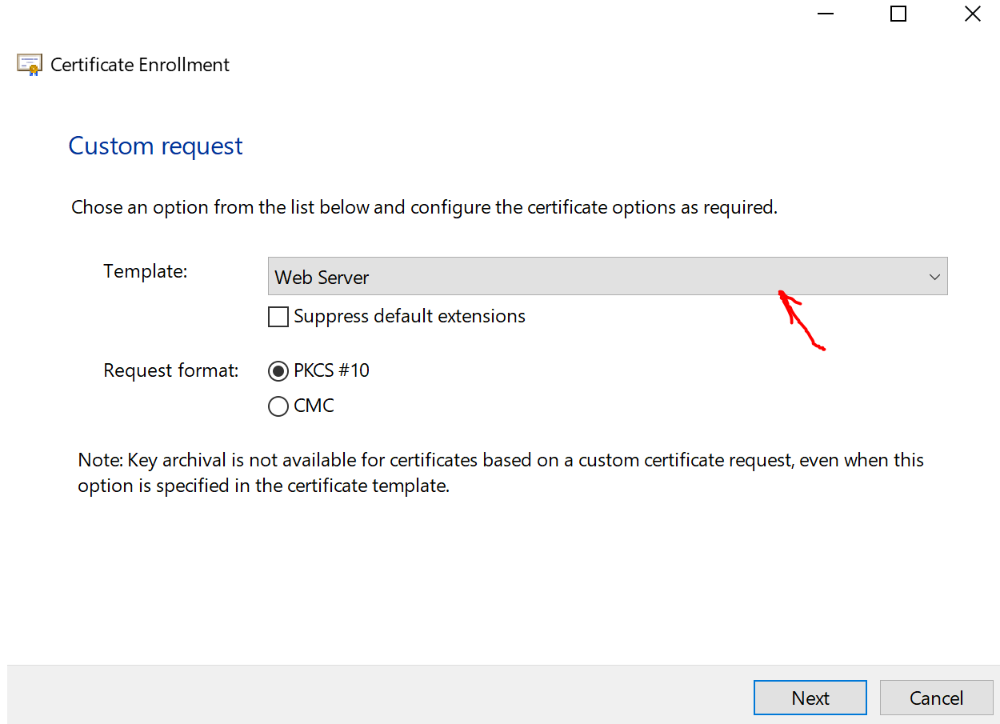 Certificate Enrollment
Custom request
Chose an option from the list below and configure the certificate options as required.
Template:
Web Server
Suppress default extensions
Request format:
PKCS #10
CMC
Note: Key archival is not available for certificates based on a custom certificate request, even when this
option is specified in the certificate template.
Next
Cancel